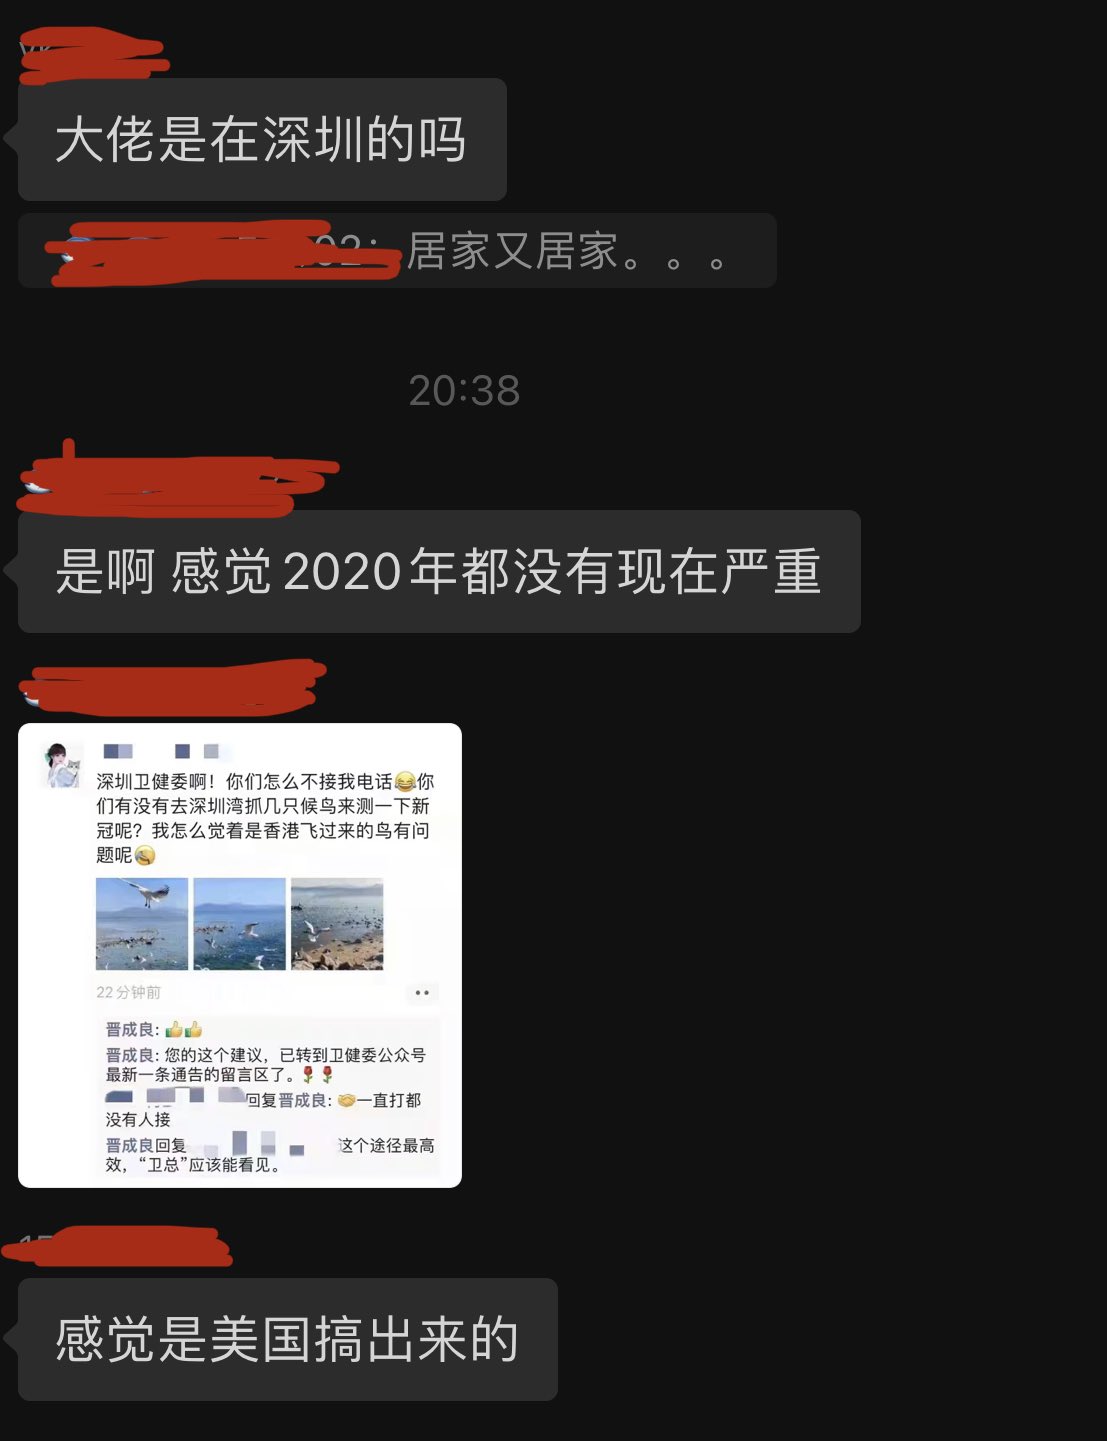 大佬是在深圳的吗
02：居家又居家。。。
20:38
是啊 感觉2020年都没有现在严重
深圳卫健委啊！你们怎么不接我电话😂你
们有没有去深圳湾抓几只候鸟来测一下新
冠呢？我怎么觉着是香港飞过来的鸟有问
题呢
22分钟前
晋成良: 👍👍
晋成良: 您的这个建议，已转到卫健委公众号
最新一条通告的留言区了。🌹🌹
回复晋成良: 🤝一直打都
没有人接
晋成良回复 这个途径最高
效，“卫总”应该能看见。
感觉是美国搞出来的